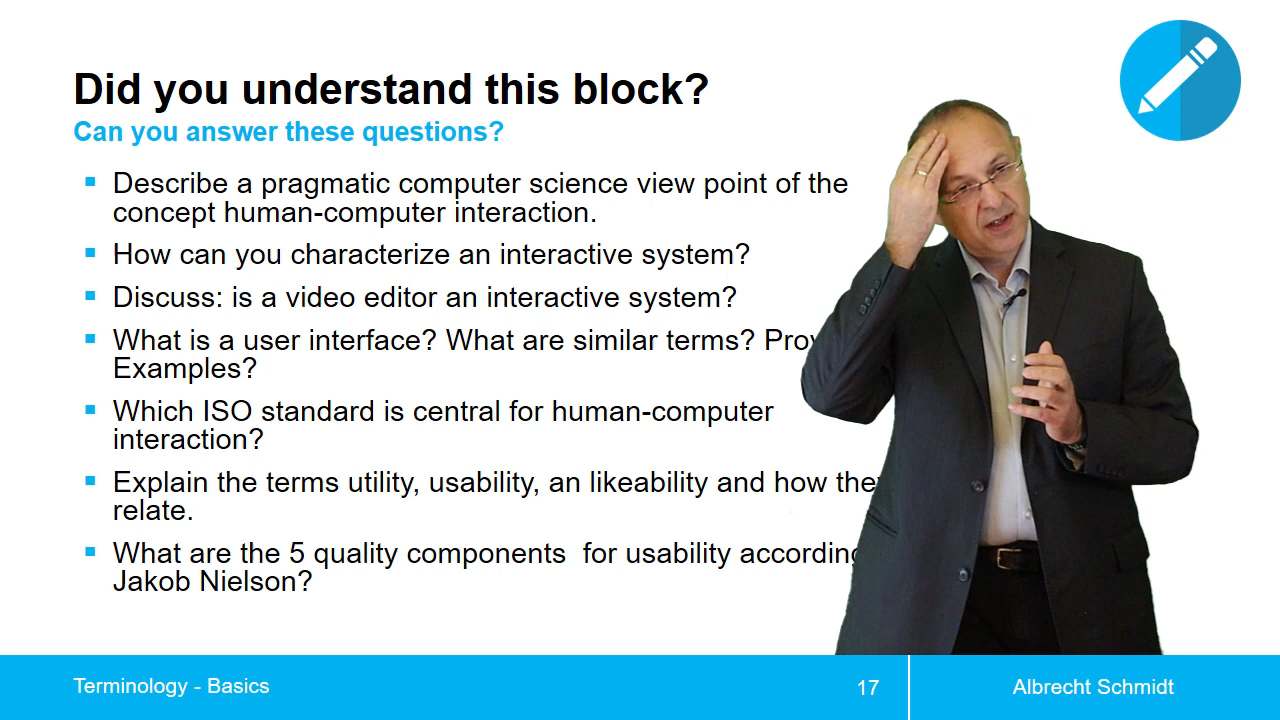 Did you understand this block?
Can you answer these questions?
Describe a pragmatic computer science view point of the
concept human-computer interaction.
How can you characterize an interactive system?
Discuss: is a video editor an interactive system?
What is a user interface? What are similar terms?
Examples?
Which ISO standard is central for human-computer
interaction?
Explain the terms utility, usability, an likeability and how they
relate.
What are the 5 quality components for usability according
Jakob Nielson?
Terminology - Basics
17
Albrecht Schmidt